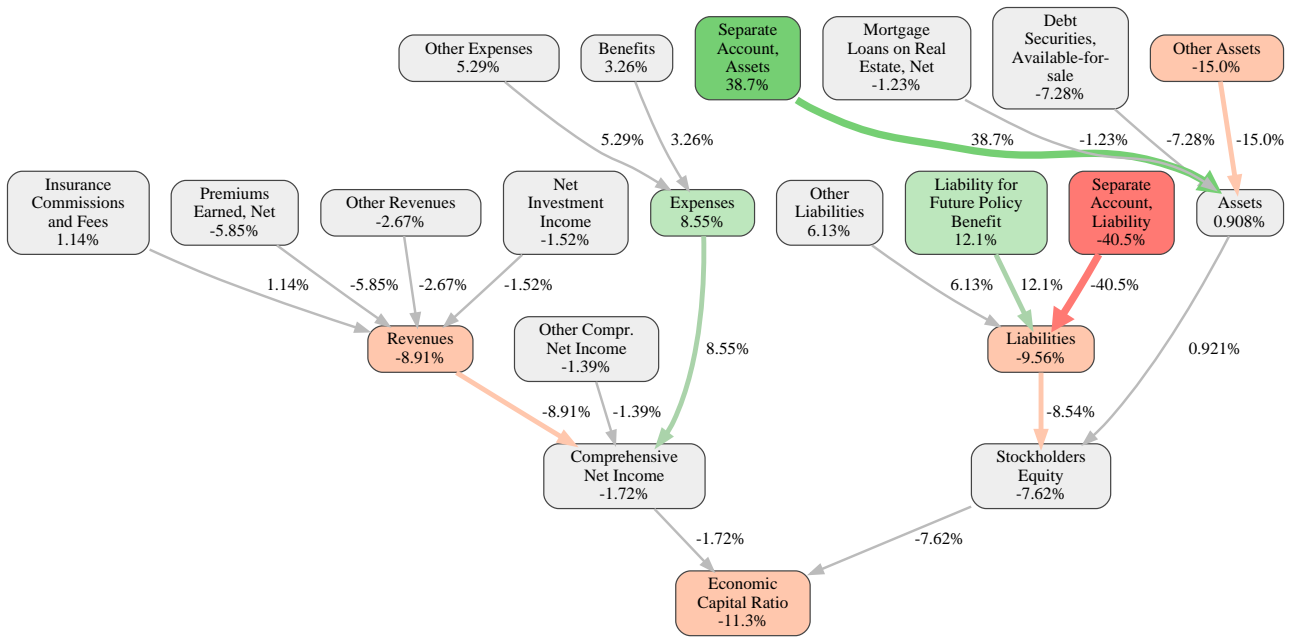 Other Expenses
5.29%
Benefits
3.26%
Separate
Account,
Assets
38.7%
Mortgage
Loans on Real
Estate, Net
-1.23%
Debt
Securities,
Available-for-
sale
-7.28%
Other Assets
-15.0%
5.29%
3.26%
38.7%
-1.23%
-7.28%
-15.0%
Insurance
Commissions
and Fees
1.14%
Premiums
Earned, Net
-5.85%
Other Revenues
-2.67%
Net
Investment
Income
-1.52%
Expenses
8.55%
Other
Liabilities
6.13%
Liability for
Future Policy
Benefit
12.1%
Separate
Account,
Liability
-40.5%
Assets
0.908%
1.14%
-5.85%
-2.67%
-1.52%
6.13%
12.1%
-40.5%
Revenues
-8.91%
Other Compr.
Net Income
-1.39%
8.55%
Liabilities
-9.56%
0.921%
-8.91%
-1.39%
-8.54%
Comprehensive
Net Income
-1.72%
Stockholders
Equity
-7.62%
-1.72%
-7.62%
Economic
Capital Ratio
-11.3%